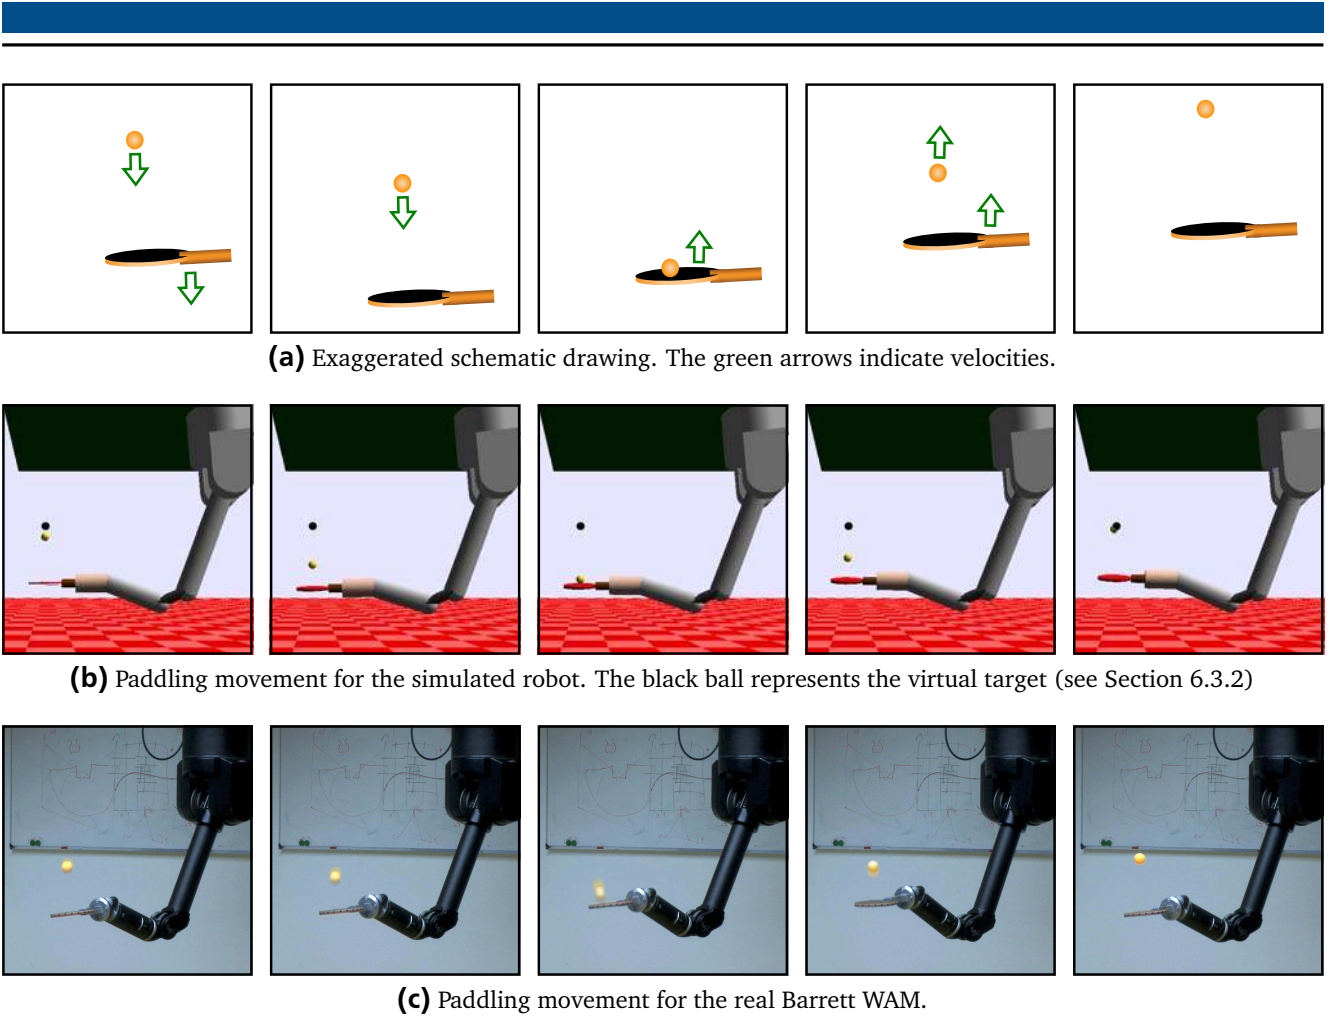 (a) Exaggerated schematic drawing. The green arrows indicate velocities.
(b) Paddling movement for the simulated robot. The black ball represents the virtual target (see Section 6.3.2)
(c) Paddling movement for the real Barrett WAM.